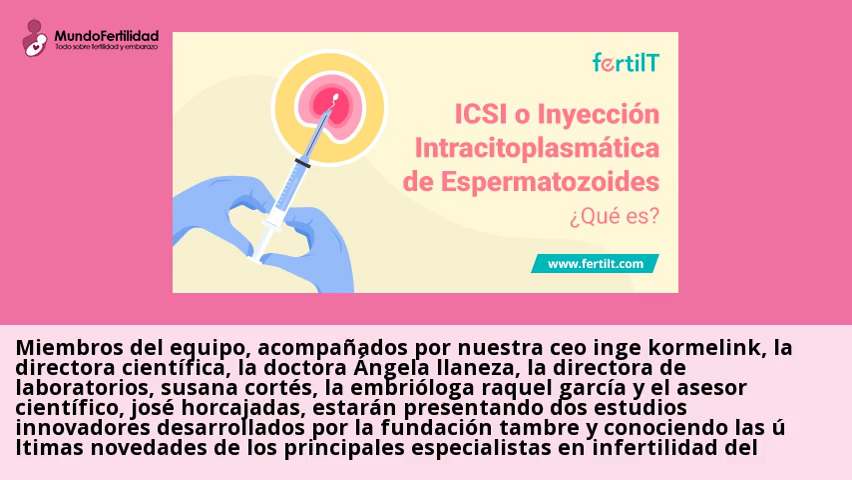 MundoFertilidad
Todo sobre fertilidad y embarazo
fertilT
ICSI o Inyección
Intracitoplasmática
de Espermatozoides
¿Qué es?
www.fertilt.com
Miembros del equipo, acompañados por nuestra ceo inge kormelink, la
directora científica, la doctora Ángela llaneza, la directora de
laboratorios, susana cortés, la embrióloga raquel garcía y el asesor
científico, josé horcajadas, estarán presentando dos estudios
innovadores desarrollados por la fundación tambre y conociendo las ú
ltimas novedades de los principales especialistas en infertilidad del